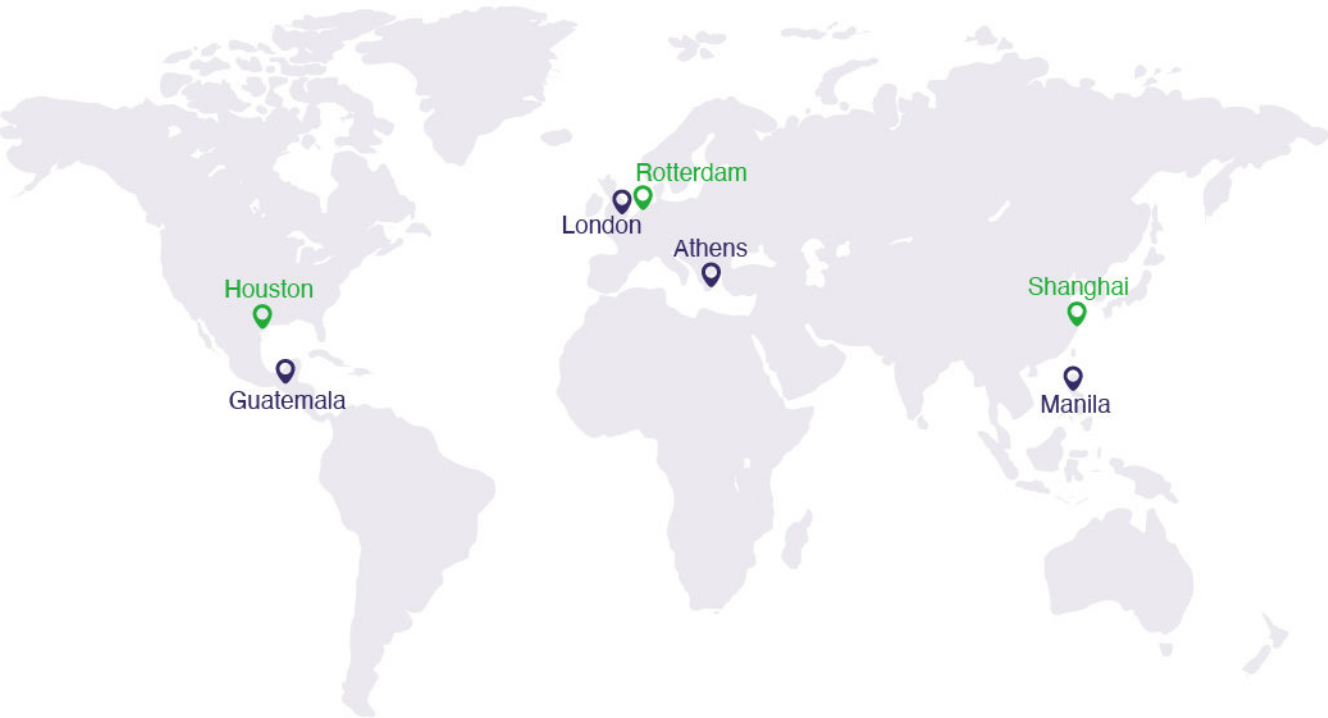 Rotterdam
London
Athens
Houston
Shanghai
Guatemala
Manila